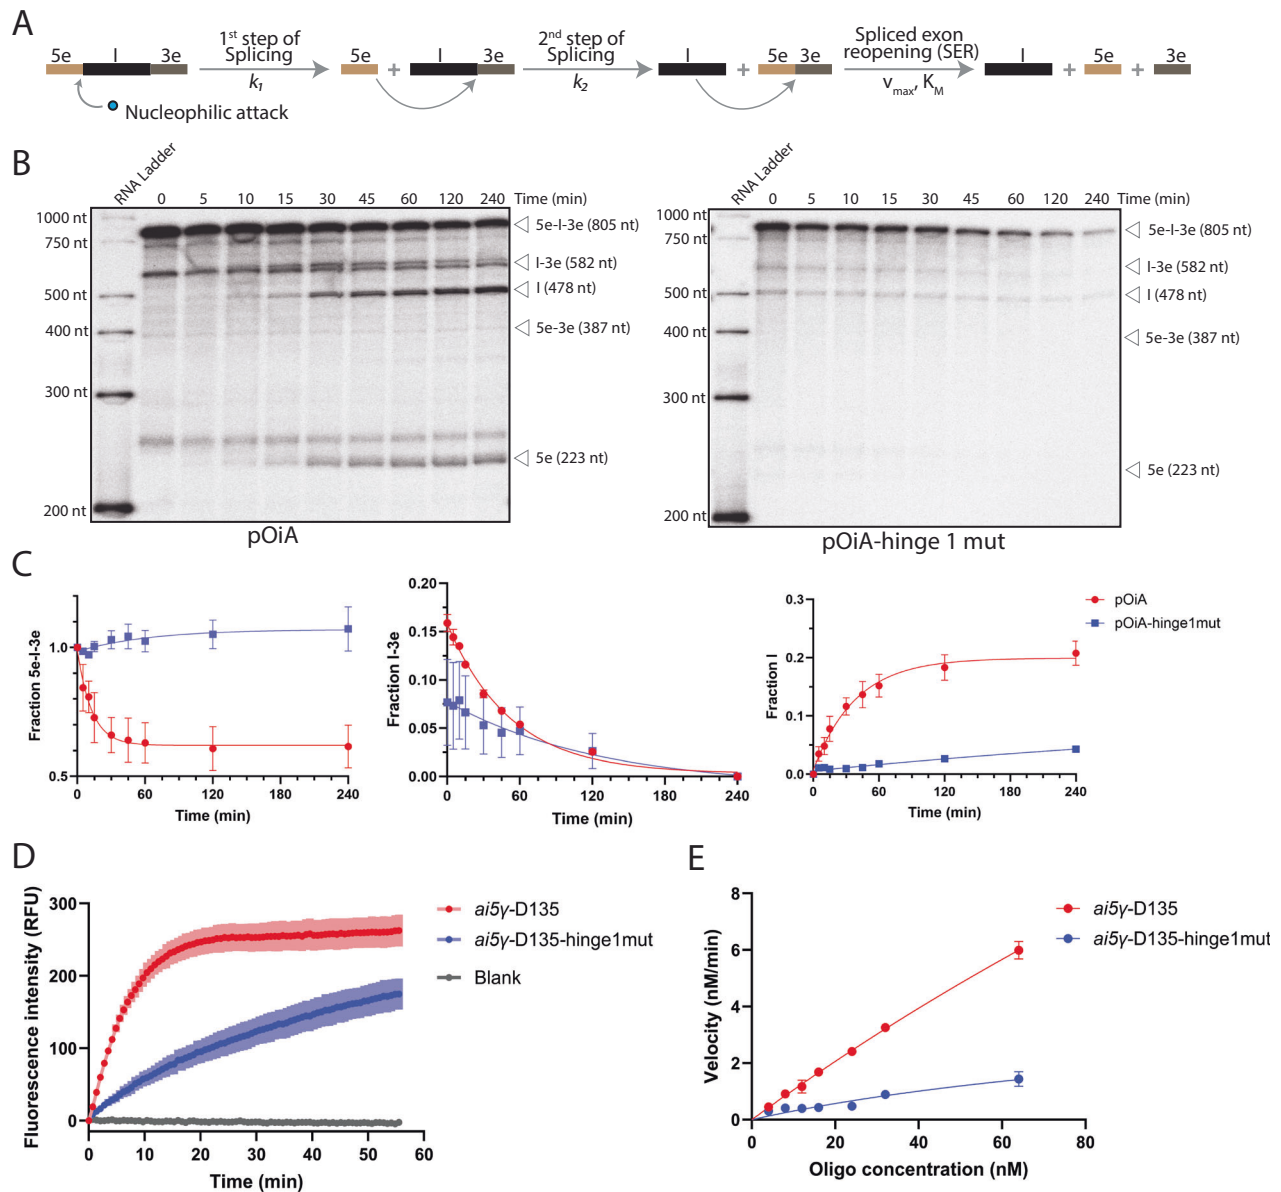 A
5e I 3e
1st step of
Splicing
k1
Nucleophilic attack
5e + I 3e
2nd step of
Splicing
k2
I + 5e 3e
Spliced exon
reopening (SER)
vmax, KM
I + 5e + 3e
B
RNA Ladder
0 5 10 15 30 45 60 120 240 Time (min)
1000 nt
750 nt
500 nt
400 nt
300 nt
200 nt
5e-I-3e (805 nt)
I-3e (582 nt)
I (478 nt)
5e-3e (387 nt)
5e (223 nt)
pOiA
RNA Ladder
0 5 10 15 30 45 60 120 240 Time (min)
1000 nt
750 nt
500 nt
400 nt
300 nt
200 nt
5e-I-3e (805 nt)
I-3e (582 nt)
I (478 nt)
5e-3e (387 nt)
5e (223 nt)
pOiA-hinge 1 mut
C
Fraction 5e-I-3e
1.0
0.5
0 60 120 180 240
Time (min)
Fraction I-3e
0.20
0.15
0.10
0.05
0.00
0 60 120 180 240
Time (min)
Fraction I
0.3
0.2
0.1
0.0
0 60 120 180 240
Time (min)
pOiA
pOiA-hinge1mut
D
Fluorescence intensity (RFU)
300
200
100
0
0 10 20 30 40 50 60
Time (min)
ai5γ-D135
ai5γ-D135-hinge1mut
Blank
E
Velocity (nM/min)
8
6
4
2
0
0 20 40 60 80
Oligo concentration (nM)
ai5γ-D135
ai5γ-D135-hinge1mut